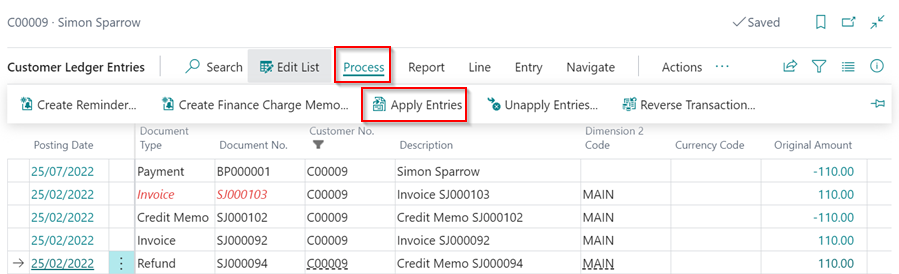 C00009 · Simon Sparrow
Saved
Customer Ledger Entries Search Edit List Process Report Line Entry Navigate Actions ···
Create Reminder... Create Finance Charge Memo... Apply Entries Unapply Entries... Reverse Transaction...
Posting Date Document Type Document No. Customer No. Description Dimension 2 Code Currency Code Original Amount
25/07/2022 Payment BP000001 C00009 Simon Sparrow -110.00
25/02/2022 Invoice SJ000103 C00009 Invoice SJ000103 MAIN 110.00
25/02/2022 Credit Memo SJ000102 C00009 Credit Memo SJ000102 MAIN -110.00
25/02/2022 Invoice SJ000092 C00009 Invoice SJ000092 MAIN 110.00
→ 25/02/2022 Refund SJ000094 C00009 Credit Memo SJ000094 MAIN 110.00